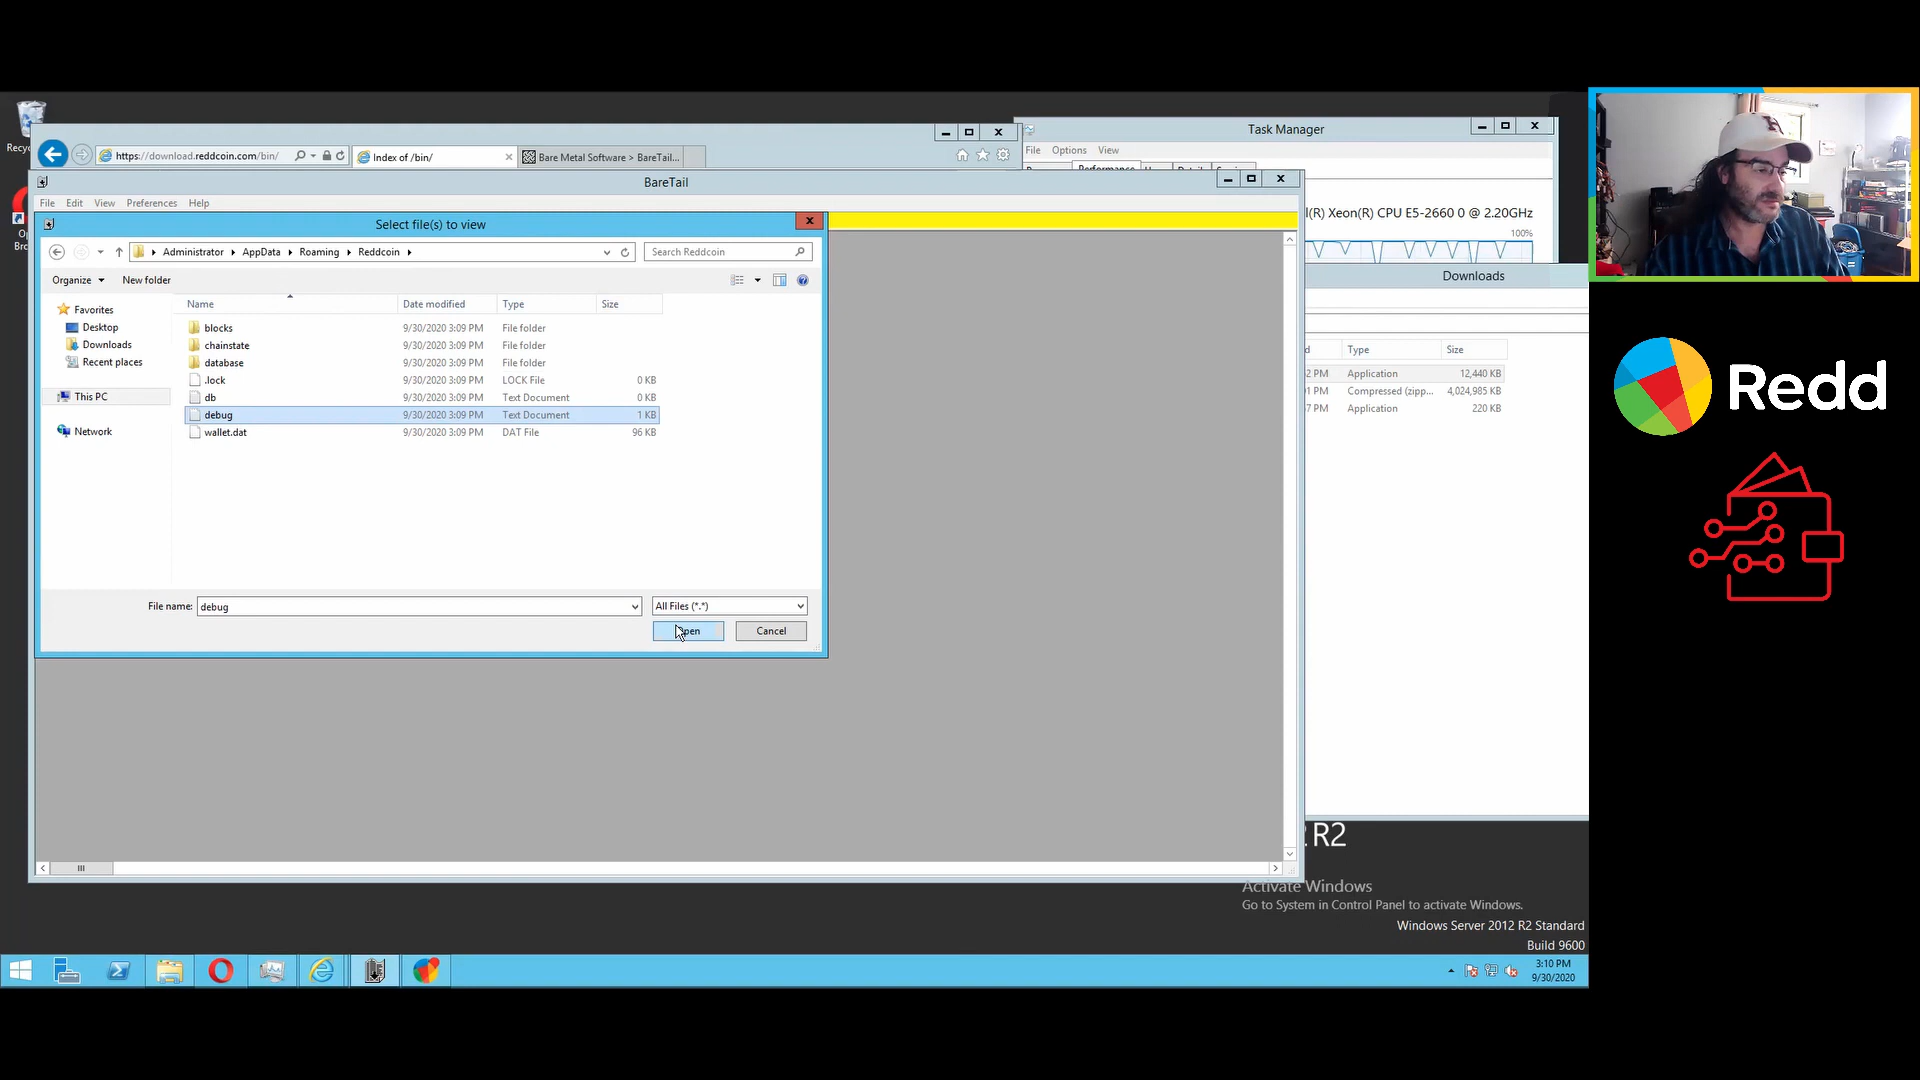 Recyc
https://download.reddcoin.com/bin/
Index of /bin/
Bare Metal Software > BareTail...
Task Manager
File Options View
BareTail
File Edit View Preferences Help
Select file(s) to view
l(R) Xeon(R) CPU E5-2660 0 @ 2.20GHz
100%
Administrator AppData Roaming Reddcoin
Search Reddcoin
Organize New folder
Downloads
Name Date modified Type Size
Favorites
Desktop
Downloads
Recent places
This PC
Network
blocks 9/30/2020 3:09 PM File folder
chainstate 9/30/2020 3:09 PM File folder
database 9/30/2020 3:09 PM File folder
.lock 9/30/2020 3:09 PM LOCK File 0 KB
db 9/30/2020 3:09 PM Text Document 0 KB
debug 9/30/2020 3:09 PM Text Document 1 KB
wallet.dat 9/30/2020 3:09 PM DAT File 96 KB
d Type Size
2 PM Application 12,440 KB
1 PM Compressed (zipp... 4,024,985 KB
7 PM Application 220 KB
File name: debug
All Files (*.*)
pen Cancel
Redd
R2
Activate Windows
Go to System in Control Panel to activate Windows.
Windows Server 2012 R2 Standard
Build 9600
3:10 PM
9/30/2020